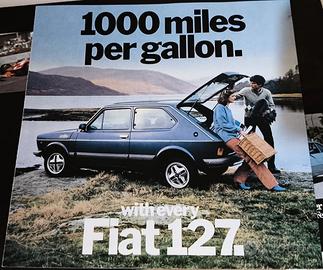 1000 miles
per gallon.
with every
Fiat 127.